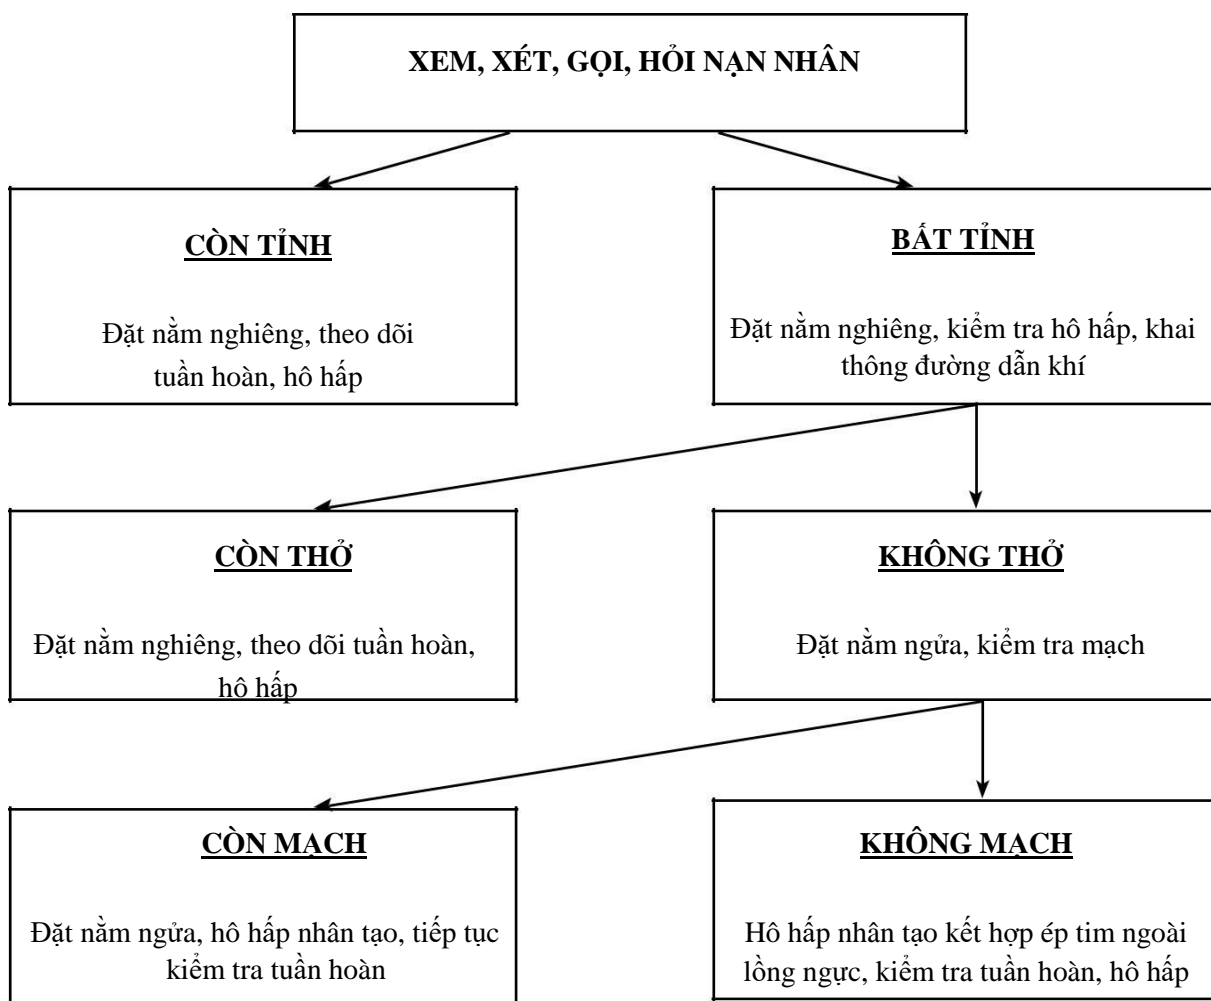 XEM, XÉT, GỌI, HỎI NẠN NHÂN
CÒN TỈNH
Đặt nằm nghiêng, theo dõi
tuần hoàn, hô hấp
BẤT TỈNH
Đặt nằm nghiêng, kiểm tra hô hấp, khai
thông đường dẫn khí
CÒN THỞ
Đặt nằm nghiêng, theo dõi tuần hoàn,
hô hấp
KHÔNG THỞ
Đặt nằm ngửa, kiểm tra mạch
CÒN MẠCH
Đặt nằm ngửa, hô hấp nhân tạo, tiếp tục
kiểm tra tuần hoàn
KHÔNG MẠCH
Hô hấp nhân tạo kết hợp ép tim ngoài
lồng ngực, kiểm tra tuần hoàn, hô hấp